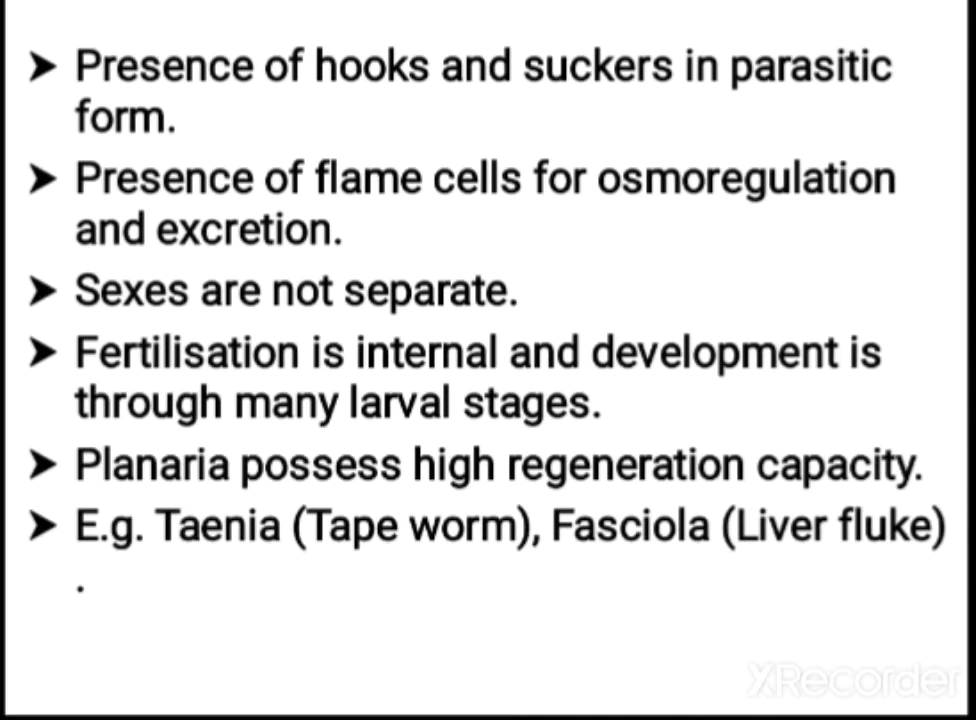 ➤ Presence of hooks and suckers in parasitic
form.
➤ Presence of flame cells for osmoregulation
and excretion.
➤ Sexes are not separate.
➤ Fertilisation is internal and development is
through many larval stages.
➤ Planaria possess high regeneration capacity.
➤ E.g. Taenia (Tape worm), Fasciola (Liver fluke)
.
XRecorder